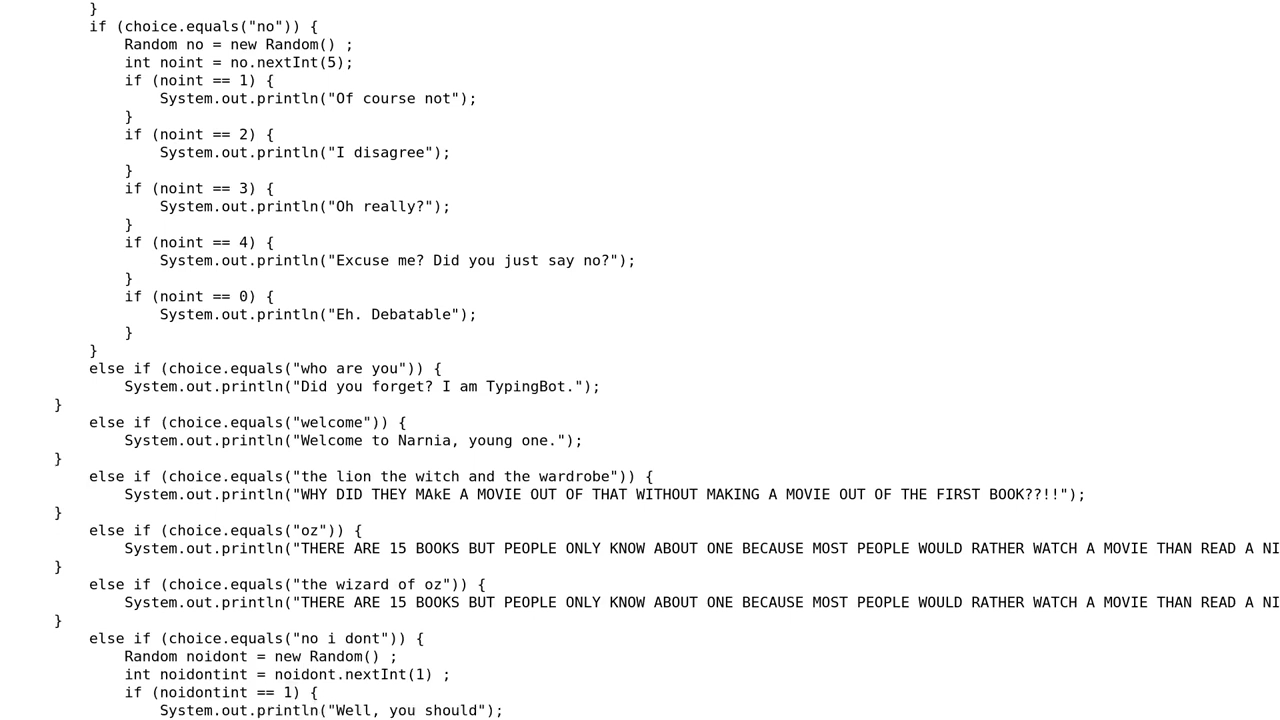 }
        if (choice.equals("no")) {
            Random no = new Random() ;
            int noint = no.nextInt(5);
            if (noint == 1) {
                System.out.println("Of course not");
            }
            if (noint == 2) {
                System.out.println("I disagree");
            }
            if (noint == 3) {
                System.out.println("Oh really?");
            }
            if (noint == 4) {
                System.out.println("Excuse me? Did you just say no?");
            }
            if (noint == 0) {
                System.out.println("Eh. Debatable");
            }
        }
        else if (choice.equals("who are you")) {
            System.out.println("Did you forget? I am TypingBot.");
    }
        else if (choice.equals("welcome")) {
            System.out.println("Welcome to Narnia, young one.");
    }
        else if (choice.equals("the lion the witch and the wardrobe")) {
            System.out.println("WHY DID THEY MAkE A MOVIE OUT OF THAT WITHOUT MAKING A MOVIE OUT OF THE FIRST BOOK??!!");
    }
        else if (choice.equals("oz")) {
            System.out.println("THERE ARE 15 BOOKS BUT PEOPLE ONLY KNOW ABOUT ONE BECAUSE MOST PEOPLE WOULD RATHER WATCH A MOVIE THAN READ A NI
    }
        else if (choice.equals("the wizard of oz")) {
            System.out.println("THERE ARE 15 BOOKS BUT PEOPLE ONLY KNOW ABOUT ONE BECAUSE MOST PEOPLE WOULD RATHER WATCH A MOVIE THAN READ A NI
    }
        else if (choice.equals("no i dont")) {
            Random noidont = new Random() ;
            int noidontint = noidont.nextInt(1) ;
            if (noidontint == 1) {
                System.out.println("Well, you should");